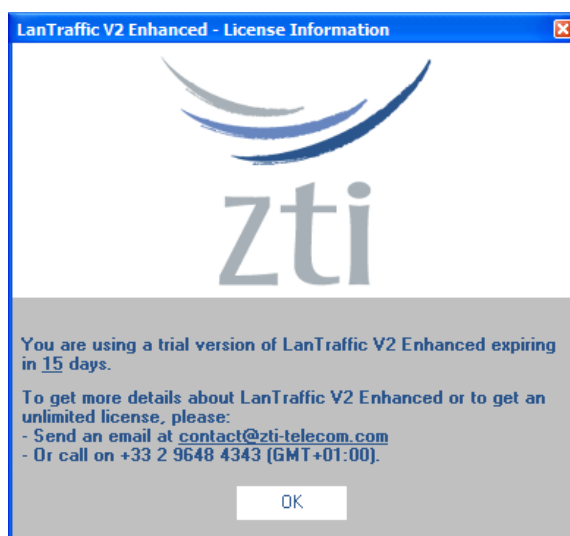 LanTraffic V2 Enhanced - License Information
zti
You are using a trial version of LanTraffic V2 Enhanced expiring
in 15 days.
To get more details about LanTraffic V2 Enhanced or to get an
unlimited license, please:
- Send an email at contact@zti-telecom.com
- Or call on +33 2 9648 4343 (GMT+01:00).
OK